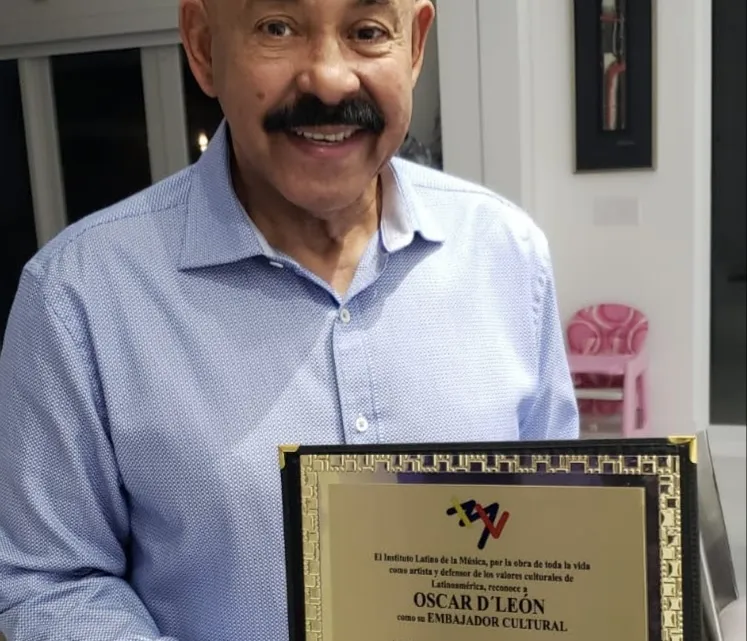 El Instituto Latino de la Música, por la obra de toda la vida
como artista y defensor de los valores culturales de
Latinoamérica, reconoce a
OSCAR D´LEÓN
como su EMBAJADOR CULTURAL